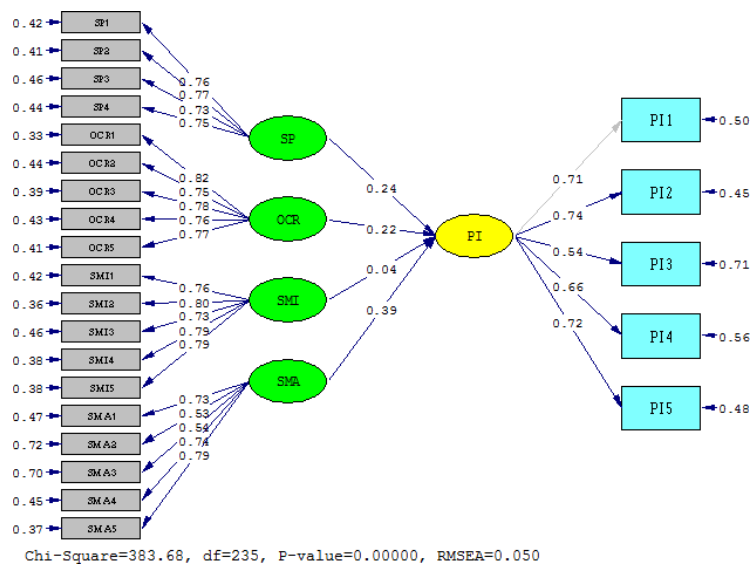 0.42 SP1
0.41 SP2
0.46 SP3
0.44 SP4
0.33 OCR1
0.44 OCR2
0.39 OCR3
0.43 OCR4
0.41 OCR5
0.42 SMI1
0.36 SMI2
0.46 SMI3
0.38 SMI4
0.38 SMI5
0.47 SMA1
0.72 SMA2
0.70 SMA3
0.45 SMA4
0.37 SMA5
0.76
0.77
0.73
0.75
0.82
0.75
0.78
0.76
0.77
0.76
0.80
0.73
0.79
0.79
0.73
0.53
0.54
0.74
0.79
SP
OCR
SMI
SMA
0.24
0.22
0.04
0.39
PI
0.71
0.74
0.54
0.66
0.72
PI1 0.50
PI2 0.45
PI3 0.71
PI4 0.56
PI5 0.48
Chi-Square=383.68, df=235, P-value=0.00000, RMSEA=0.050